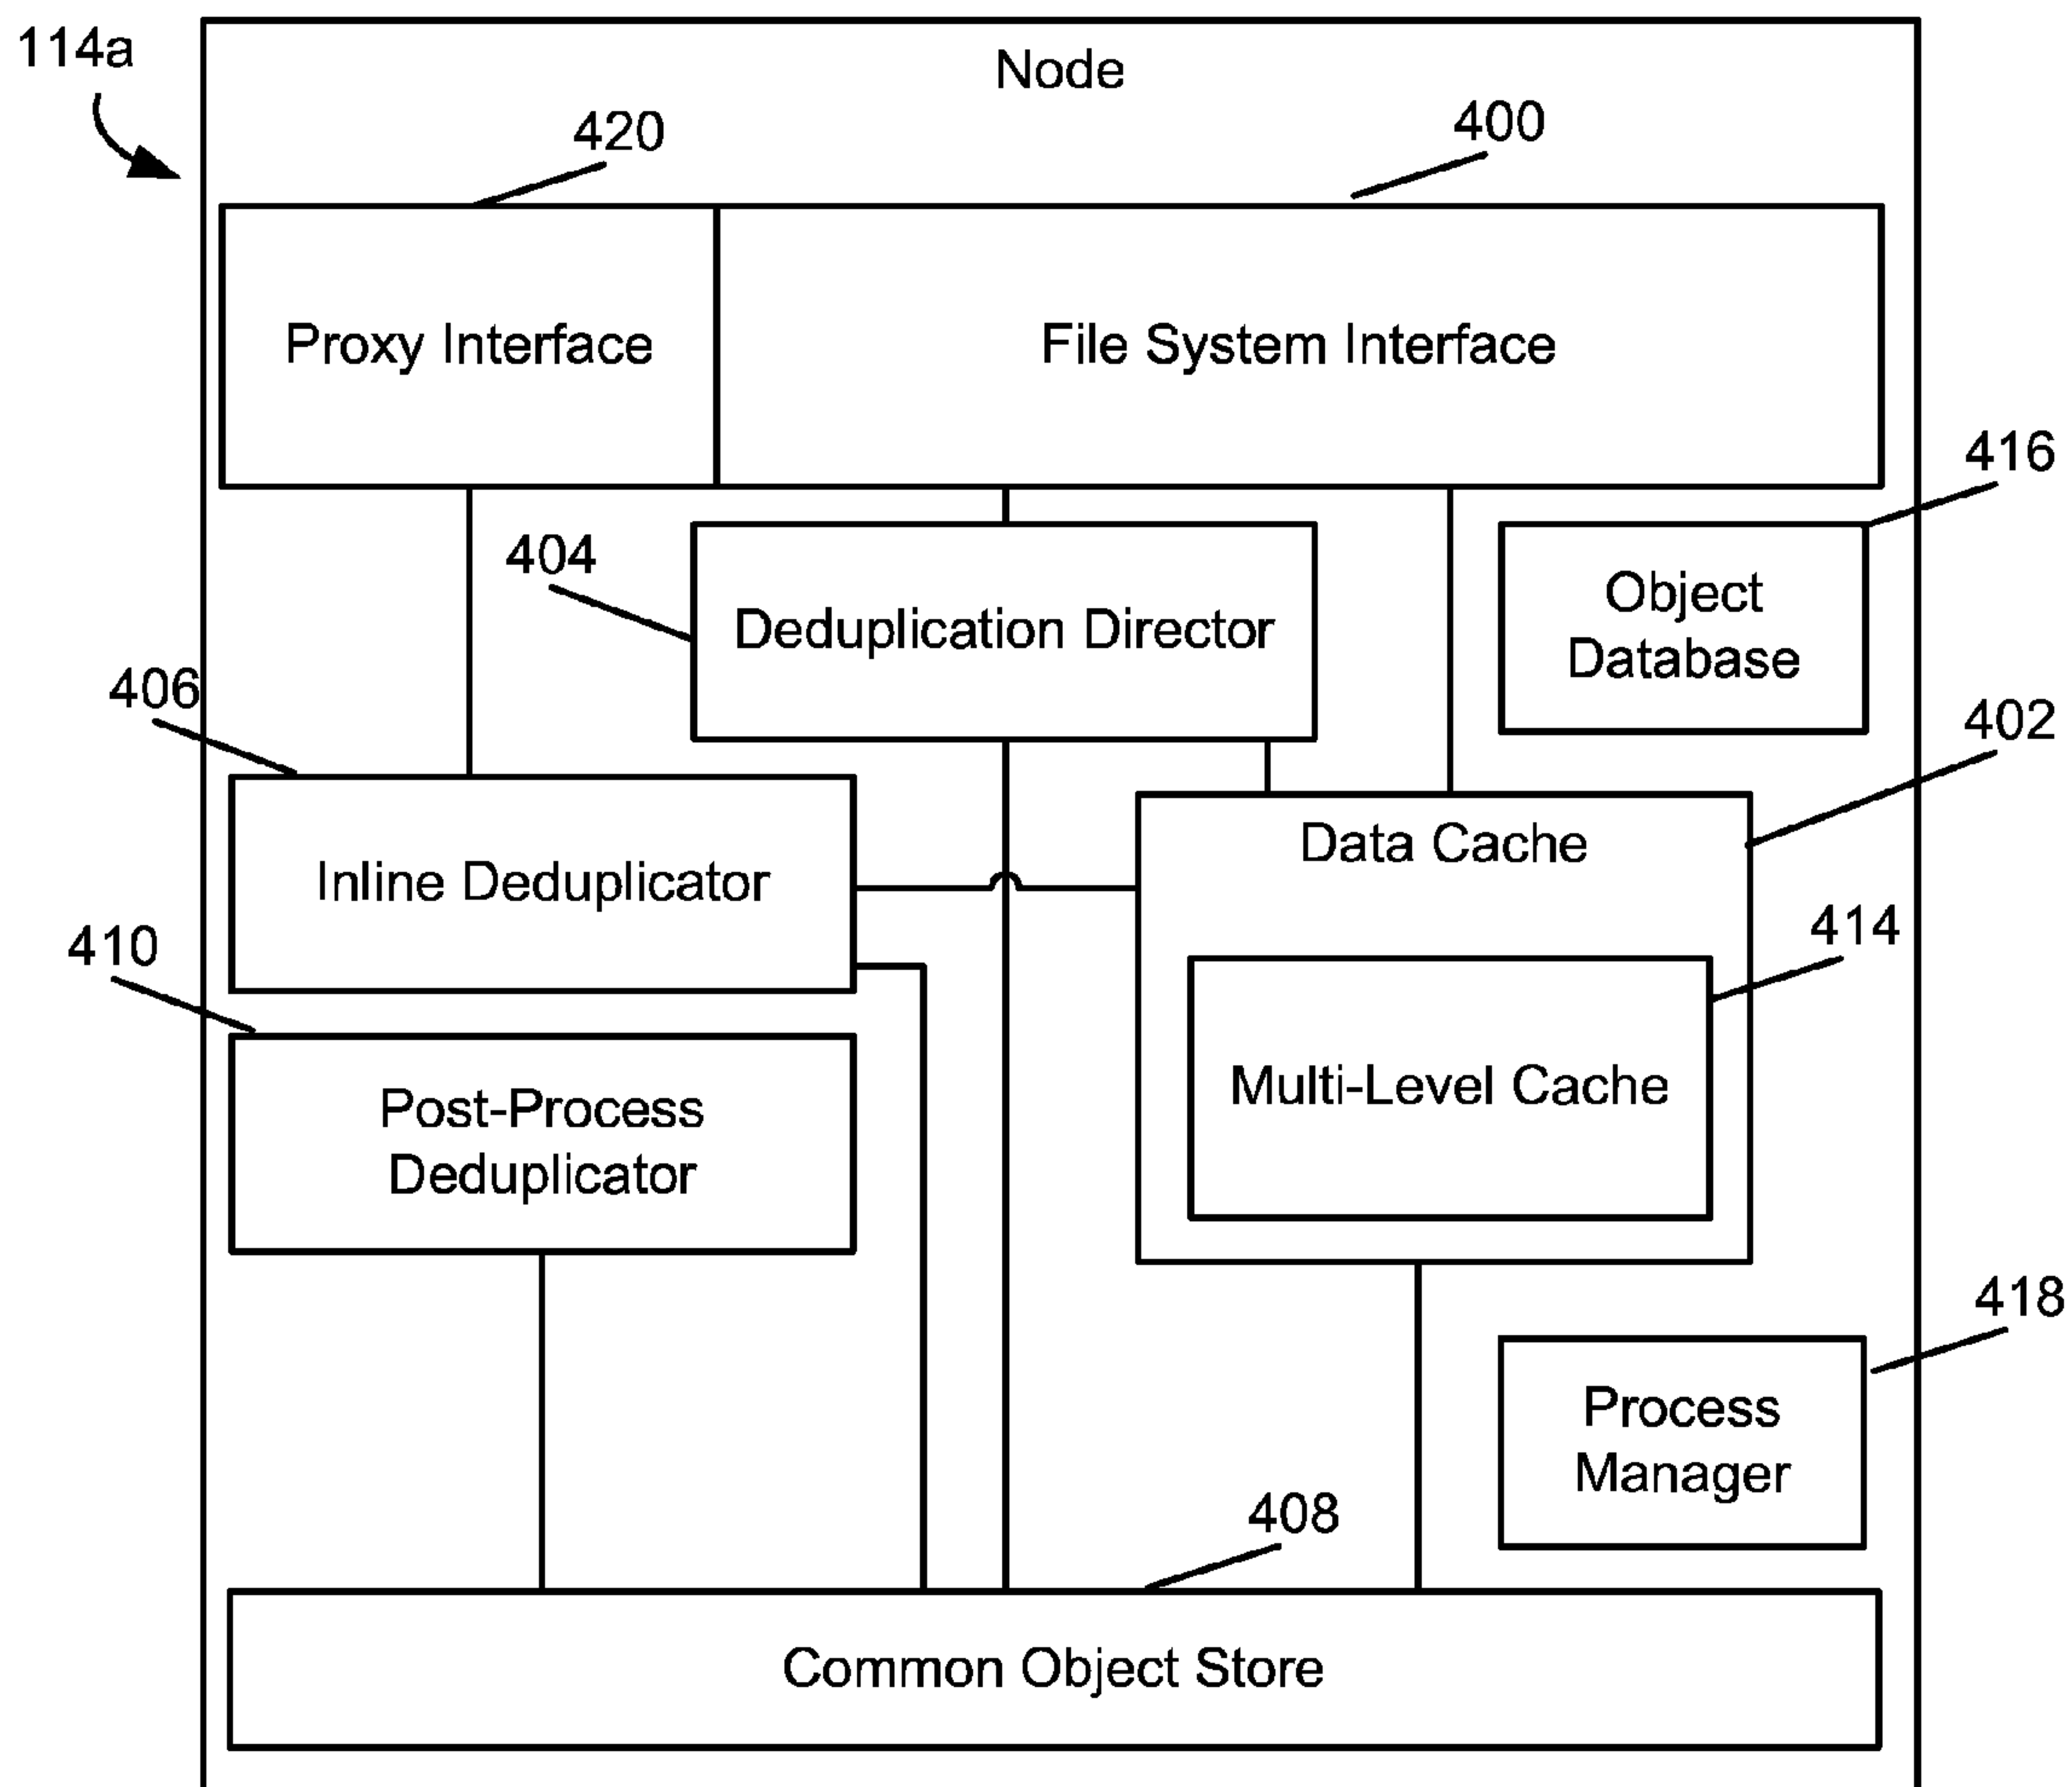 114a
Node
420
400
Proxy Interface
File System Interface
416
404
Deduplication Director
Object
Database
406
402
Data Cache
Inline Deduplicator
410
414
Multi-Level Cache
Post-Process
Deduplicator
418
Process
Manager
408
Common Object Store